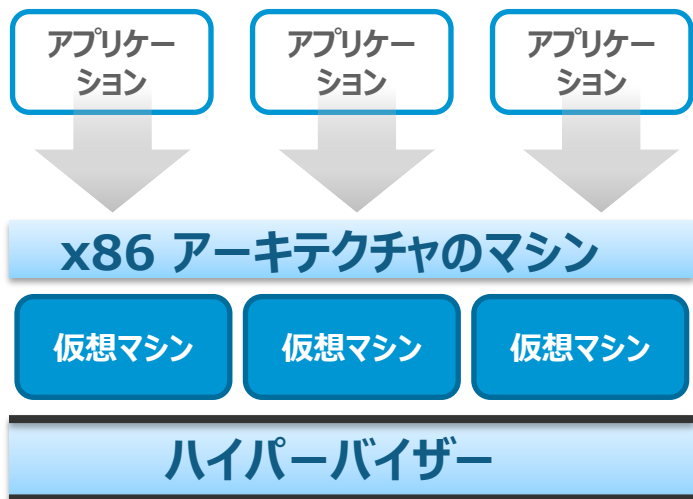 アプリケー
ション
アプリケー
ション
アプリケー
ション
x86 アーキテクチャのマシン
仮想マシン
仮想マシン
仮想マシン
ハイパーバイザー